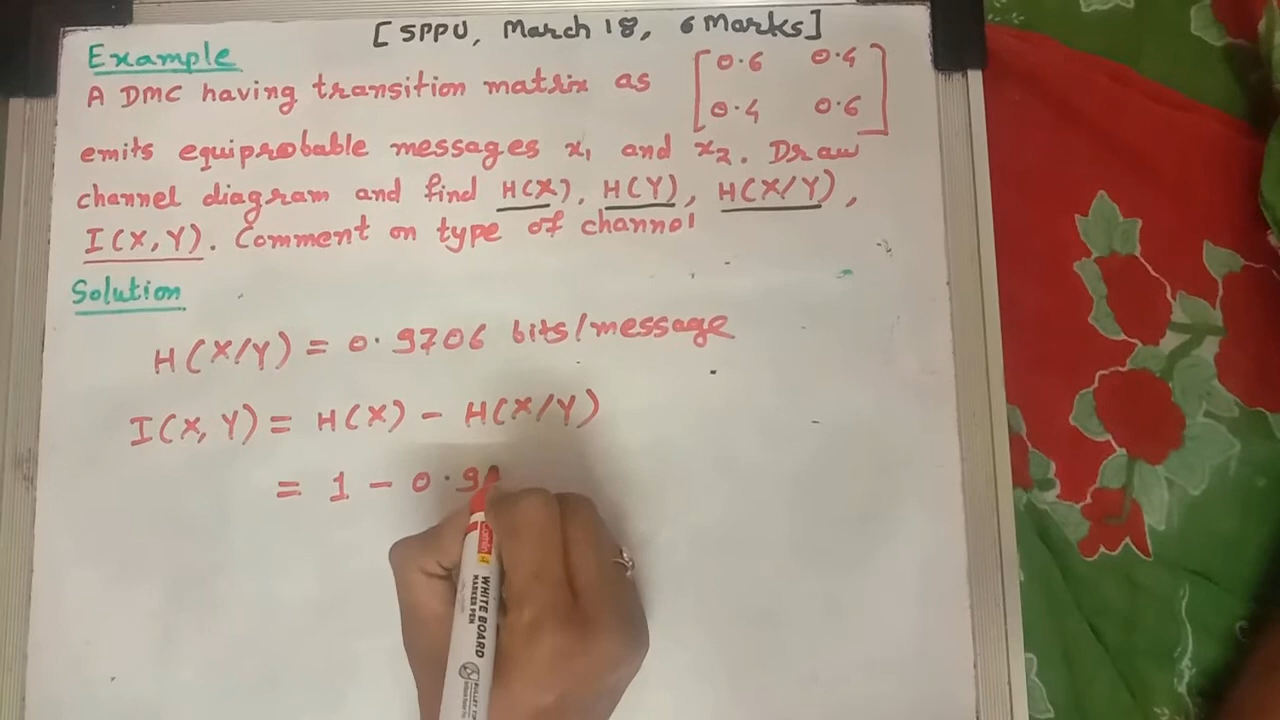 [SPPU, March 18, 6 Marks]
Example
A DMC having transition matrix as [0.6 0.4
0.4 0.6]
emits equiprobable messages x₁ and x₂. Draw
channel diagram and find H(X), H(Y), H(X/Y),
I(X,Y). Comment on type of channel
Solution
H(X/Y) = 0.9706 bits/message
I(X,Y) = H(X) - H(X/Y)
= 1 - 0.9
WHITE BOARD
MARKER PEN